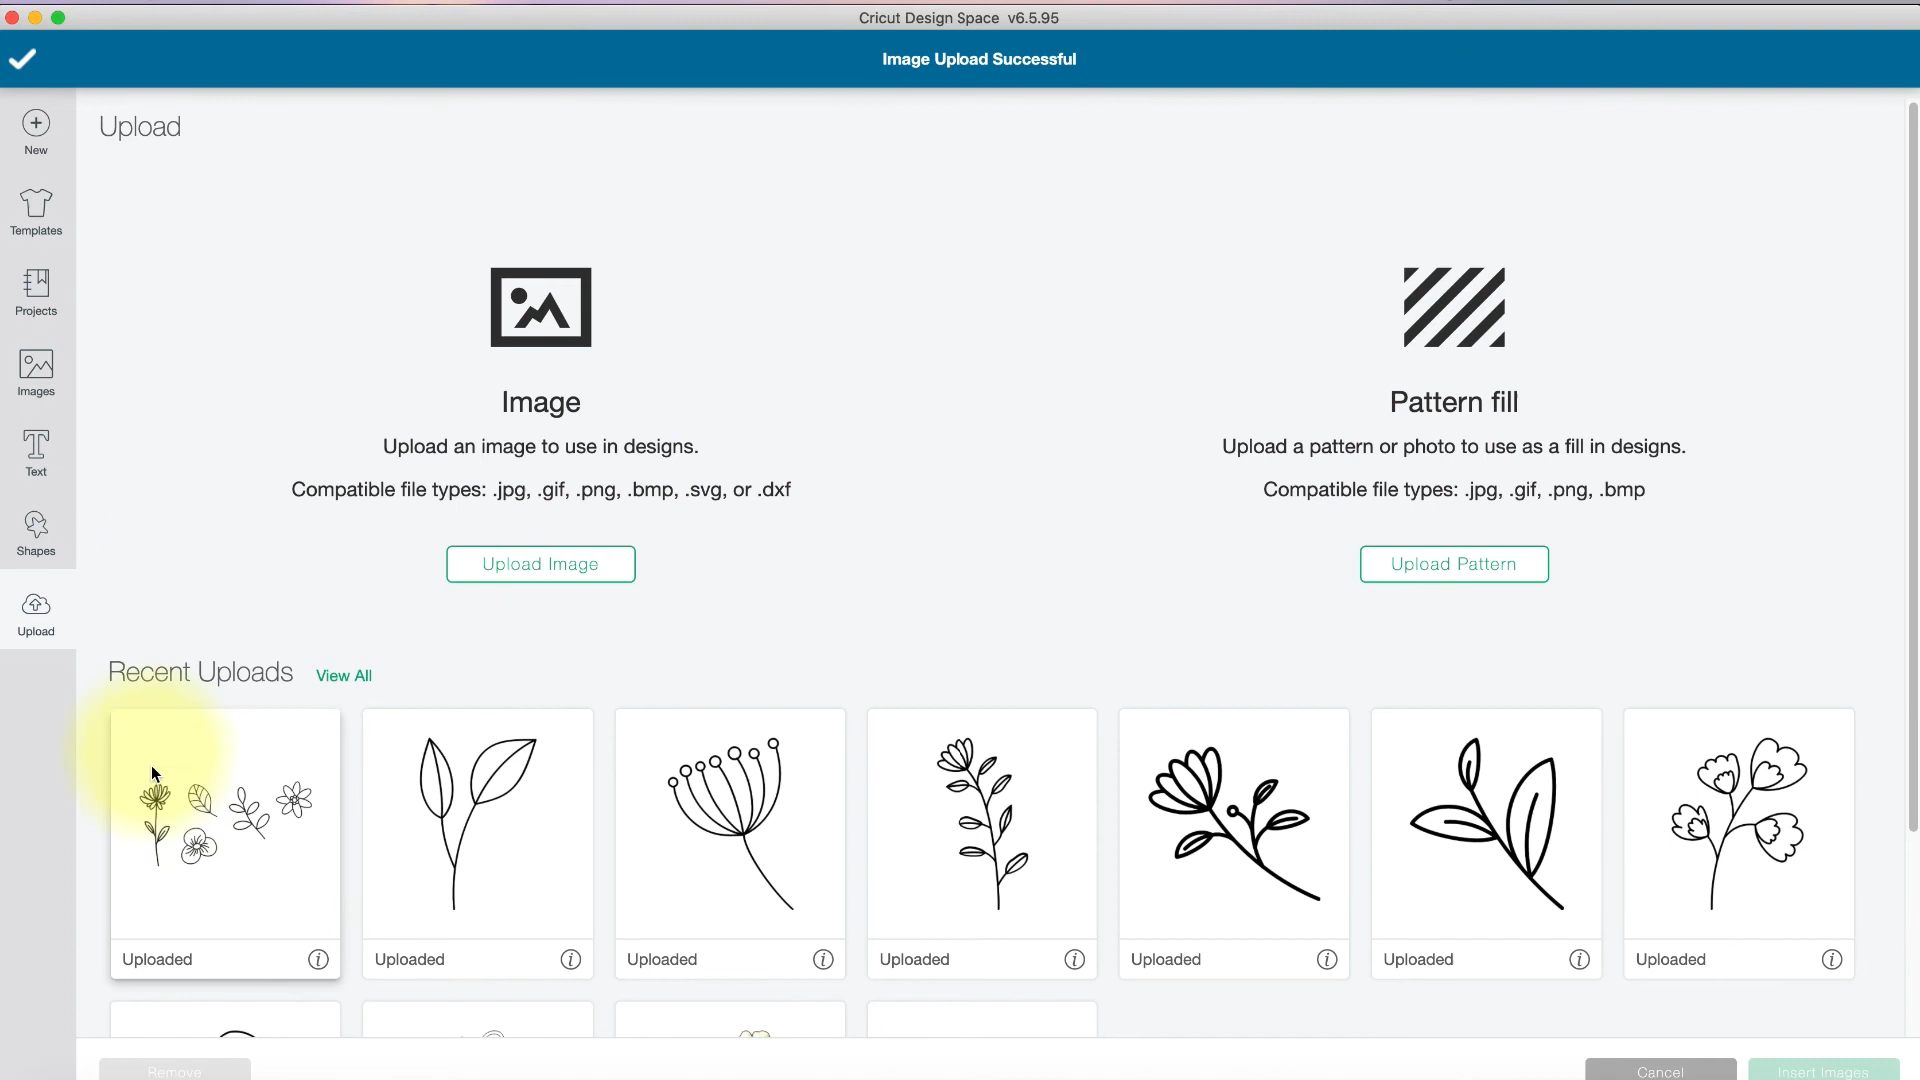 Cricut Design Space v6.5.95
Image Upload Successful
New
Templates
Projects
Images
Text
Shapes
Upload
Upload
Image
Upload an image to use in designs.
Compatible file types: .jpg, .gif, .png, .bmp, .svg, or .dxf
Upload Image
Pattern fill
Upload a pattern or photo to use as a fill in designs.
Compatible file types: .jpg, .gif, .png, .bmp
Upload Pattern
Recent Uploads View All
Uploaded
Uploaded
Uploaded
Uploaded
Uploaded
Uploaded
Uploaded
Remove
Cancel
Insert Images